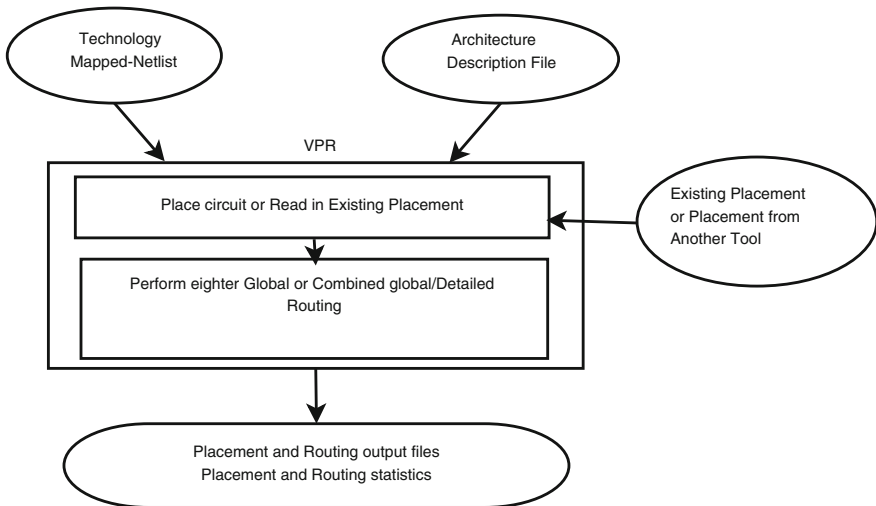 Technology
Mapped-Netlist
Architecture
Description File
VPR
Place circuit or Read in Existing Placement
Existing Placement
or Placement from
Another Tool
Perform eighter Global or Combined global/Detailed
Routing
Placement and Routing output files
Placement and Routing statistics